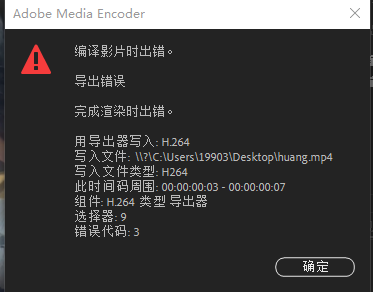 Adobe Media Encoder
编译影片时出错。
导出错误
完成渲染时出错。
用导出器写入: H.264
写入文件: \\?\C:\Users\19903\Desktop\huang.mp4
写入文件类型: H264
此时间码周围: 00:00:00:03 - 00:00:00:07
组件: H.264 类型 导出器
选择器: 9
错误代码: 3
确定